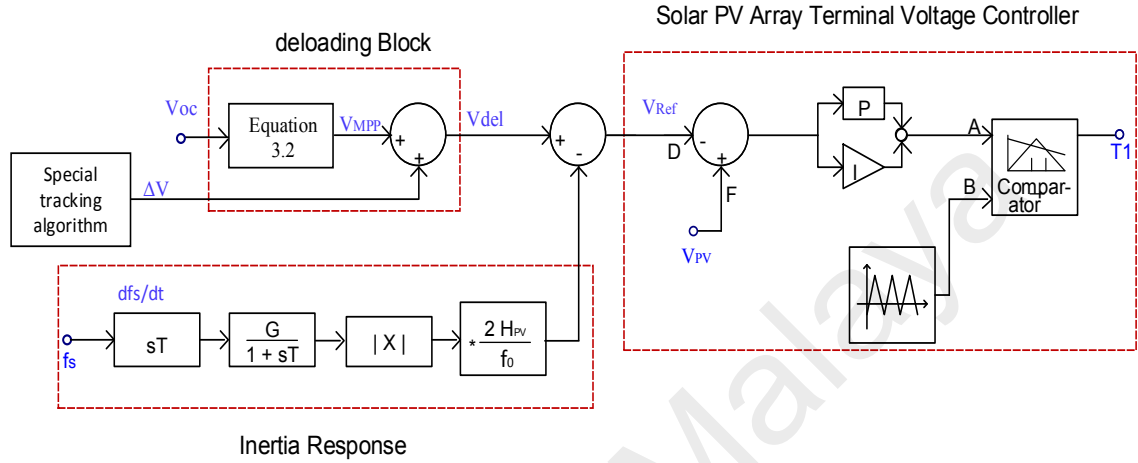 Solar PV Array Terminal Voltage Controller
deloading Block
Voc
Equation
3.2
VMPP
+
+
Vdel
+
-
VRef
D
-
+
F
VPV
P
I
A
B
Compar-
ator
T1
Special
tracking
algorithm
ΔV
dfs/dt
fs
sT
G
1 + sT
| X |
* 2 HPV
f0
Inertia Response
Malaya